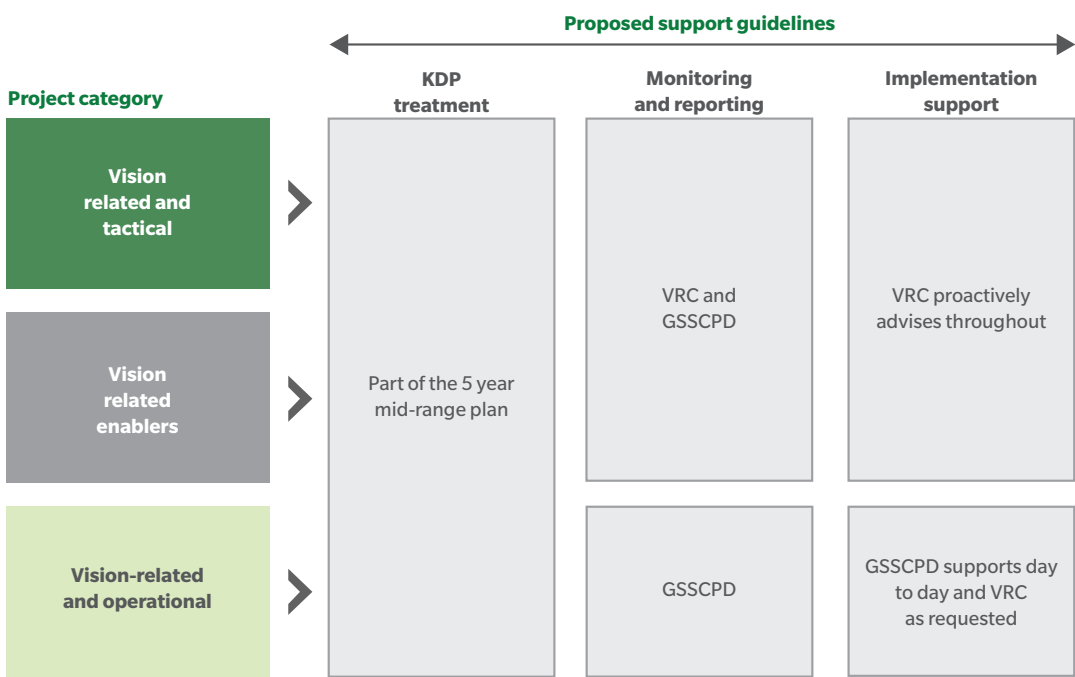 Proposed support guidelines
Project category
KDP
treatment
Monitoring
and reporting
Implementation
support
Vision
related and
tactical
Vision
related
enablers
Vision-related
and operational
Part of the 5 year
mid-range plan
VRC and
GSSCPD
VRC proactively
advises throughout
GSSCPD
GSSCPD supports day
to day and VRC
as requested